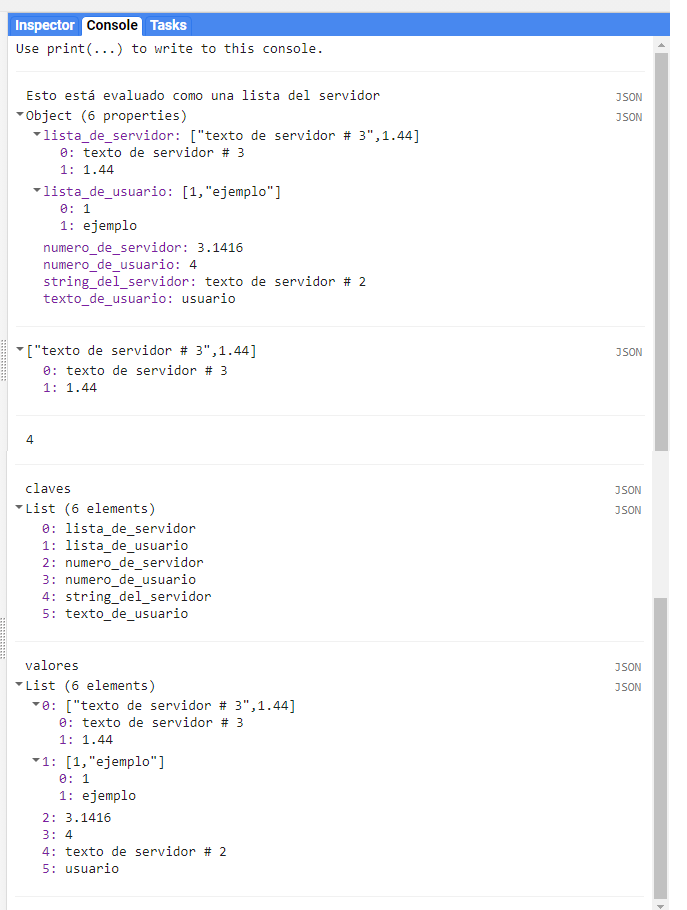 Inspector Console Tasks
Use print(...) to write to this console.
Esto está evaluado como una lista del servidor JSON
Object (6 properties) JSON
lista_de_servidor: ["texto de servidor # 3",1.44]
0: texto de servidor # 3
1: 1.44
lista_de_usuario: [1,"ejemplo"]
0: 1
1: ejemplo
numero_de_servidor: 3.1416
numero_de_usuario: 4
string_del_servidor: texto de servidor # 2
texto_de_usuario: usuario
["texto de servidor # 3",1.44] JSON
0: texto de servidor # 3
1: 1.44
4
claves JSON
List (6 elements) JSON
0: lista_de_servidor
1: lista_de_usuario
2: numero_de_servidor
3: numero_de_usuario
4: string_del_servidor
5: texto_de_usuario
valores JSON
List (6 elements) JSON
0: ["texto de servidor # 3",1.44]
0: texto de servidor # 3
1: 1.44
1: [1,"ejemplo"]
0: 1
1: ejemplo
2: 3.1416
3: 4
4: texto de servidor # 2
5: usuario